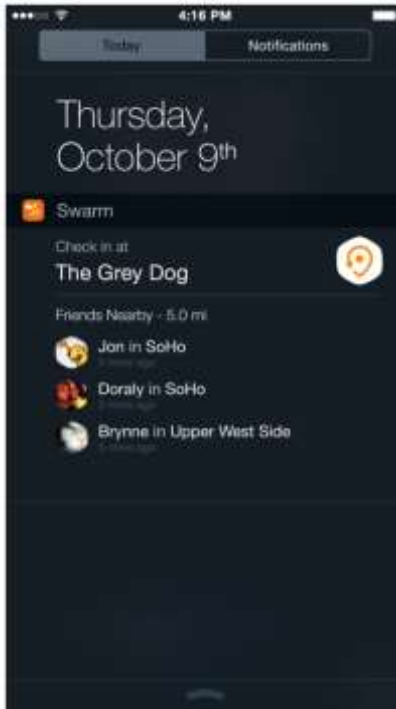 4:16 PM
Today
Notifications
Thursday,
October 9th
Swarm
Check in at
The Grey Dog
Friends Nearby - 5.0 mi
Jon in SoHo
Doraly in SoHo
Brynne in Upper West Side